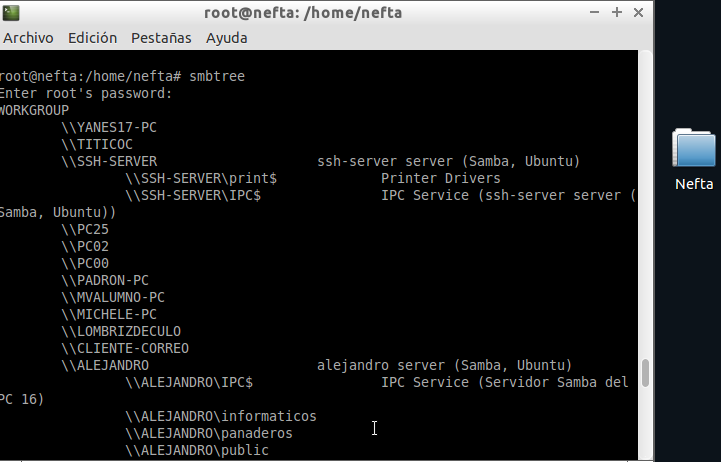 root@nefta: /home/nefta
Archivo Edición Pestañas Ayuda
root@nefta:/home/nefta# smbtree
Enter root's password:
WORKGROUP
\\YANES17-PC
\\TITICOC
\\SSH-SERVER ssh-server server (Samba, Ubuntu)
\\SSH-SERVER\print$ Printer Drivers
\\SSH-SERVER\IPC$ IPC Service (ssh-server server (
Samba, Ubuntu))
\\PC25
\\PC02
\\PC00
\\PADRON-PC
\\MVALUMNO-PC
\\MICHELE-PC
\\LOMBRIZDECULO
\\CLIENTE-CORREO
\\ALEJANDRO alejandro server (Samba, Ubuntu)
\\ALEJANDRO\IPC$ IPC Service (Servidor Samba del
PC 16)
\\ALEJANDRO\informaticos
\\ALEJANDRO\panaderos
\\ALEJANDRO\public
Nefta